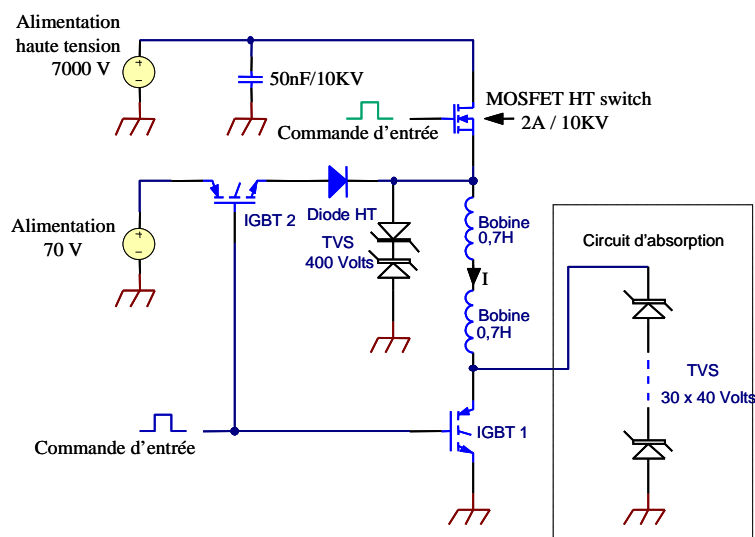 Alimentation
haute tension
7000 V
50nF/10KV
MOSFET HT switch
2A / 10KV
Commande d'entrée
IGBT 2
Diode HT
Alimentation
70 V
TVS
400 Volts
Bobine
0,7H
I
Bobine
0,7H
Circuit d'absorption
TVS
30 x 40 Volts
IGBT 1
Commande d'entrée